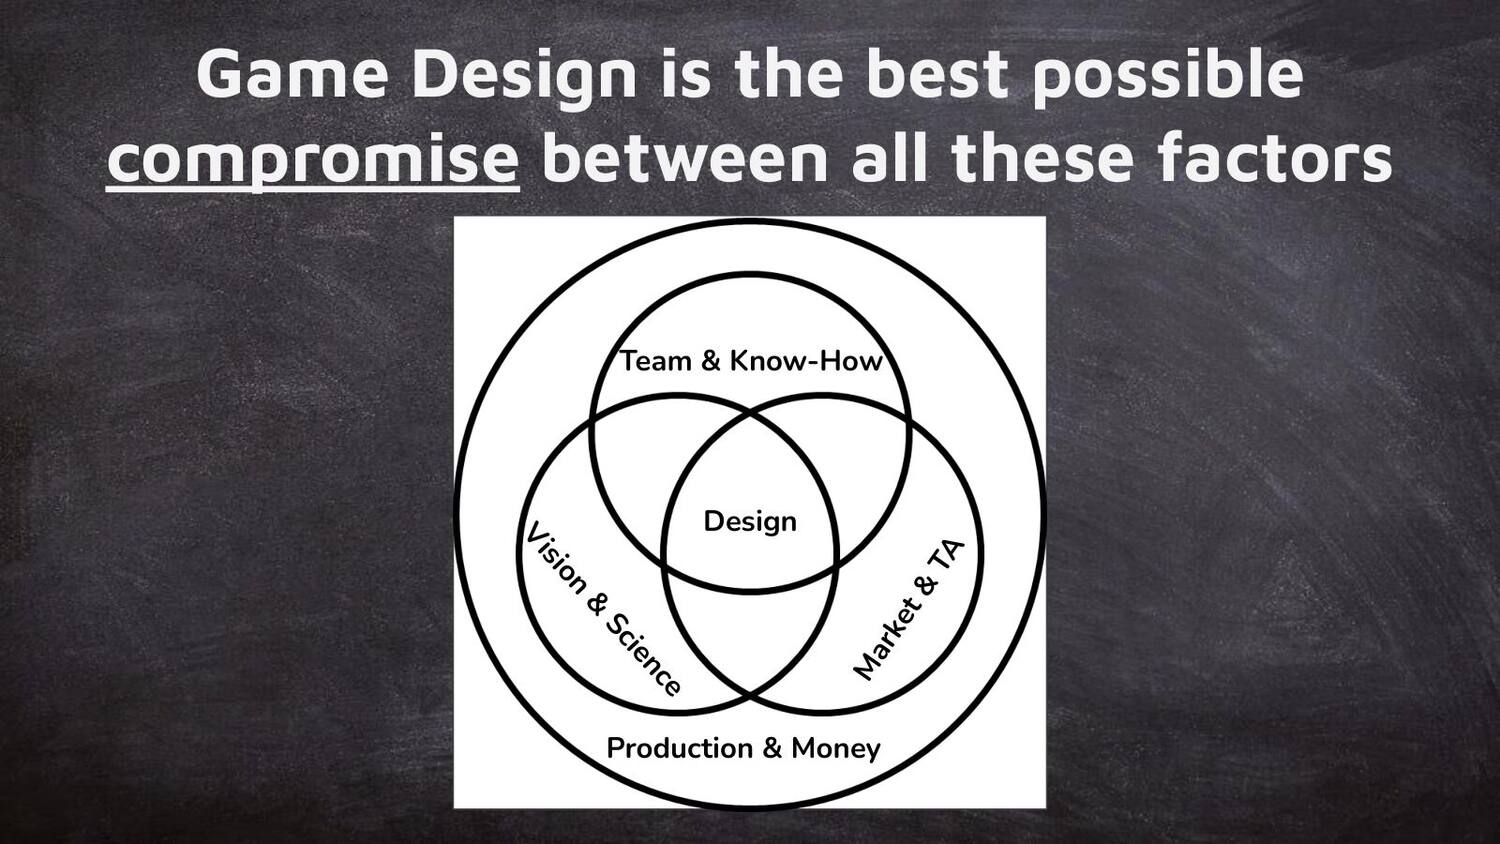 Game Design is the best possible
compromise between all these factors
Team & Know-How
Design
Vision & Science
Market & TA
Production & Money